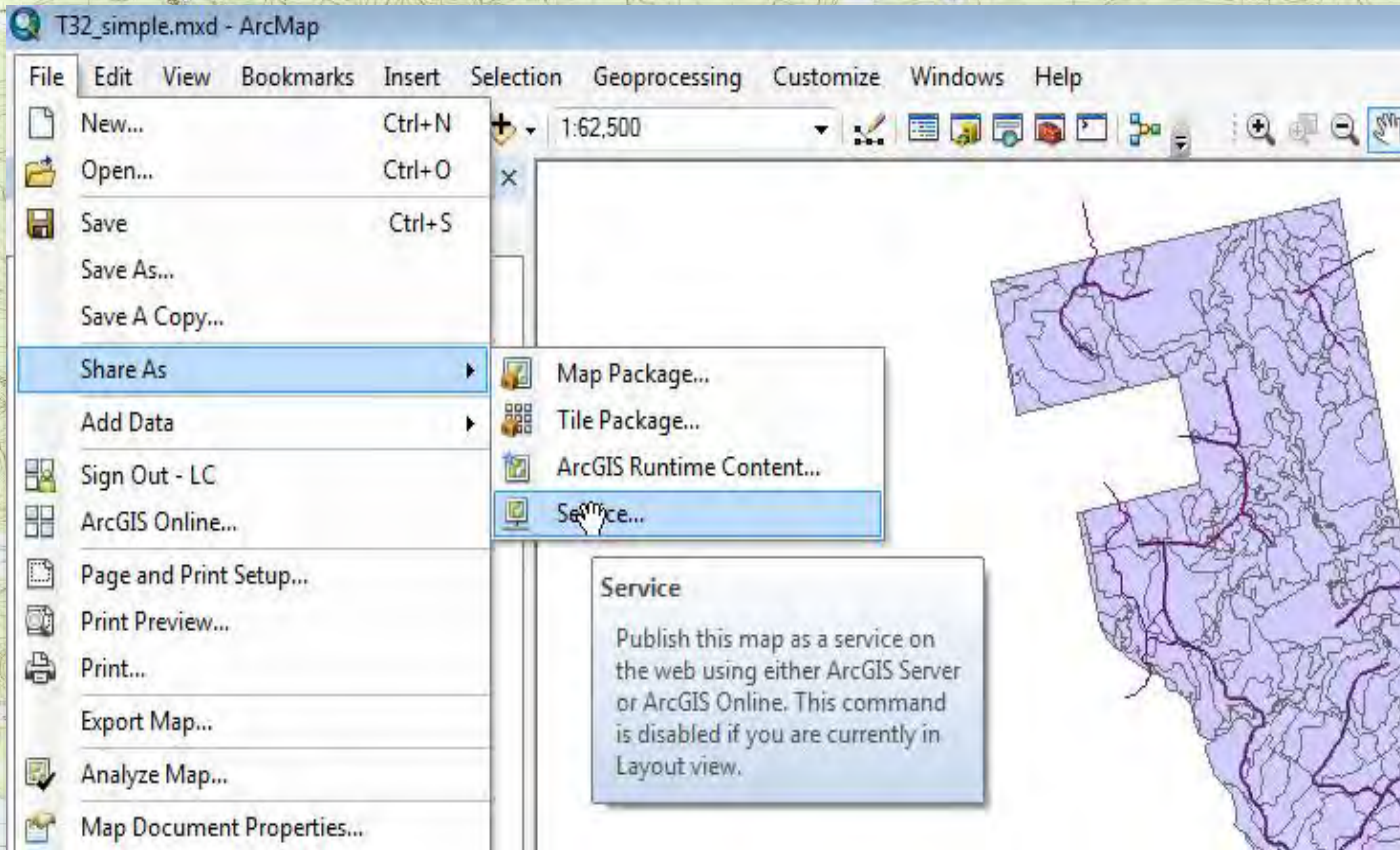 T32_simple.mxd - ArcMap
File Edit View Bookmarks Insert Selection Geoprocessing Customize Windows Help
New... Ctrl+N
1:62,500
Open... Ctrl+O
Save Ctrl+S
Save As...
Save A Copy...
Share As
Map Package...
Tile Package...
ArcGIS Runtime Content...
Service...
Add Data
Sign Out - LC
ArcGIS Online...
Page and Print Setup...
Print Preview...
Print...
Export Map...
Analyze Map...
Map Document Properties...
Service
Publish this map as a service on
the web using either ArcGIS Server
or ArcGIS Online. This command
is disabled if you are currently in
Layout view.